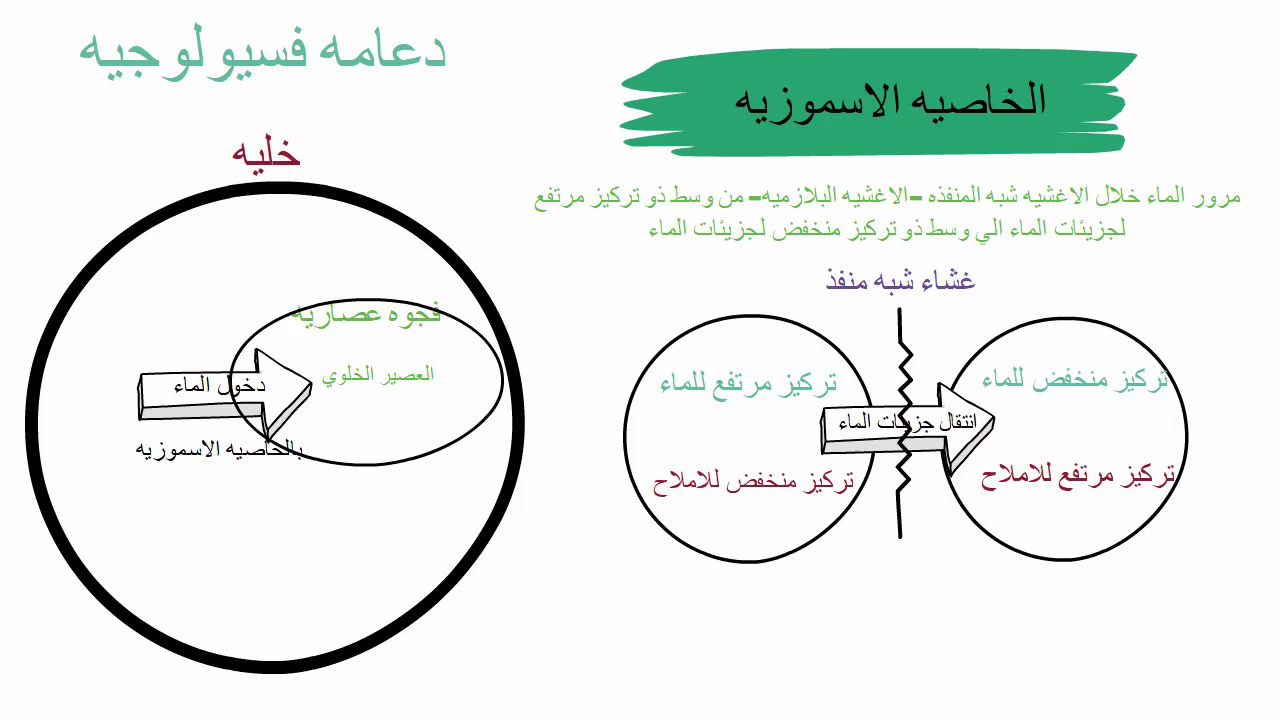 دعامه فسيولوجيه
الخاصيه الاسموزيه
مرور الماء خلال الاغشيه شبه المنفذه -الاغشيه البلازميه- من وسط ذو تركيز مرتفع
لجزيئات الماء الي وسط ذو تركيز منخفض لجزيئات الماء
غشاء شبه منفذ
تركيز منخفض للماء
تركيز مرتفع للماء
انتقال جزيئات الماء
تركيز مرتفع للاملاح
تركيز منخفض للاملاح
خليه
فجوه عصاريه
العصير الخلوي
دخول الماء
بالخاصيه الاسموزيه